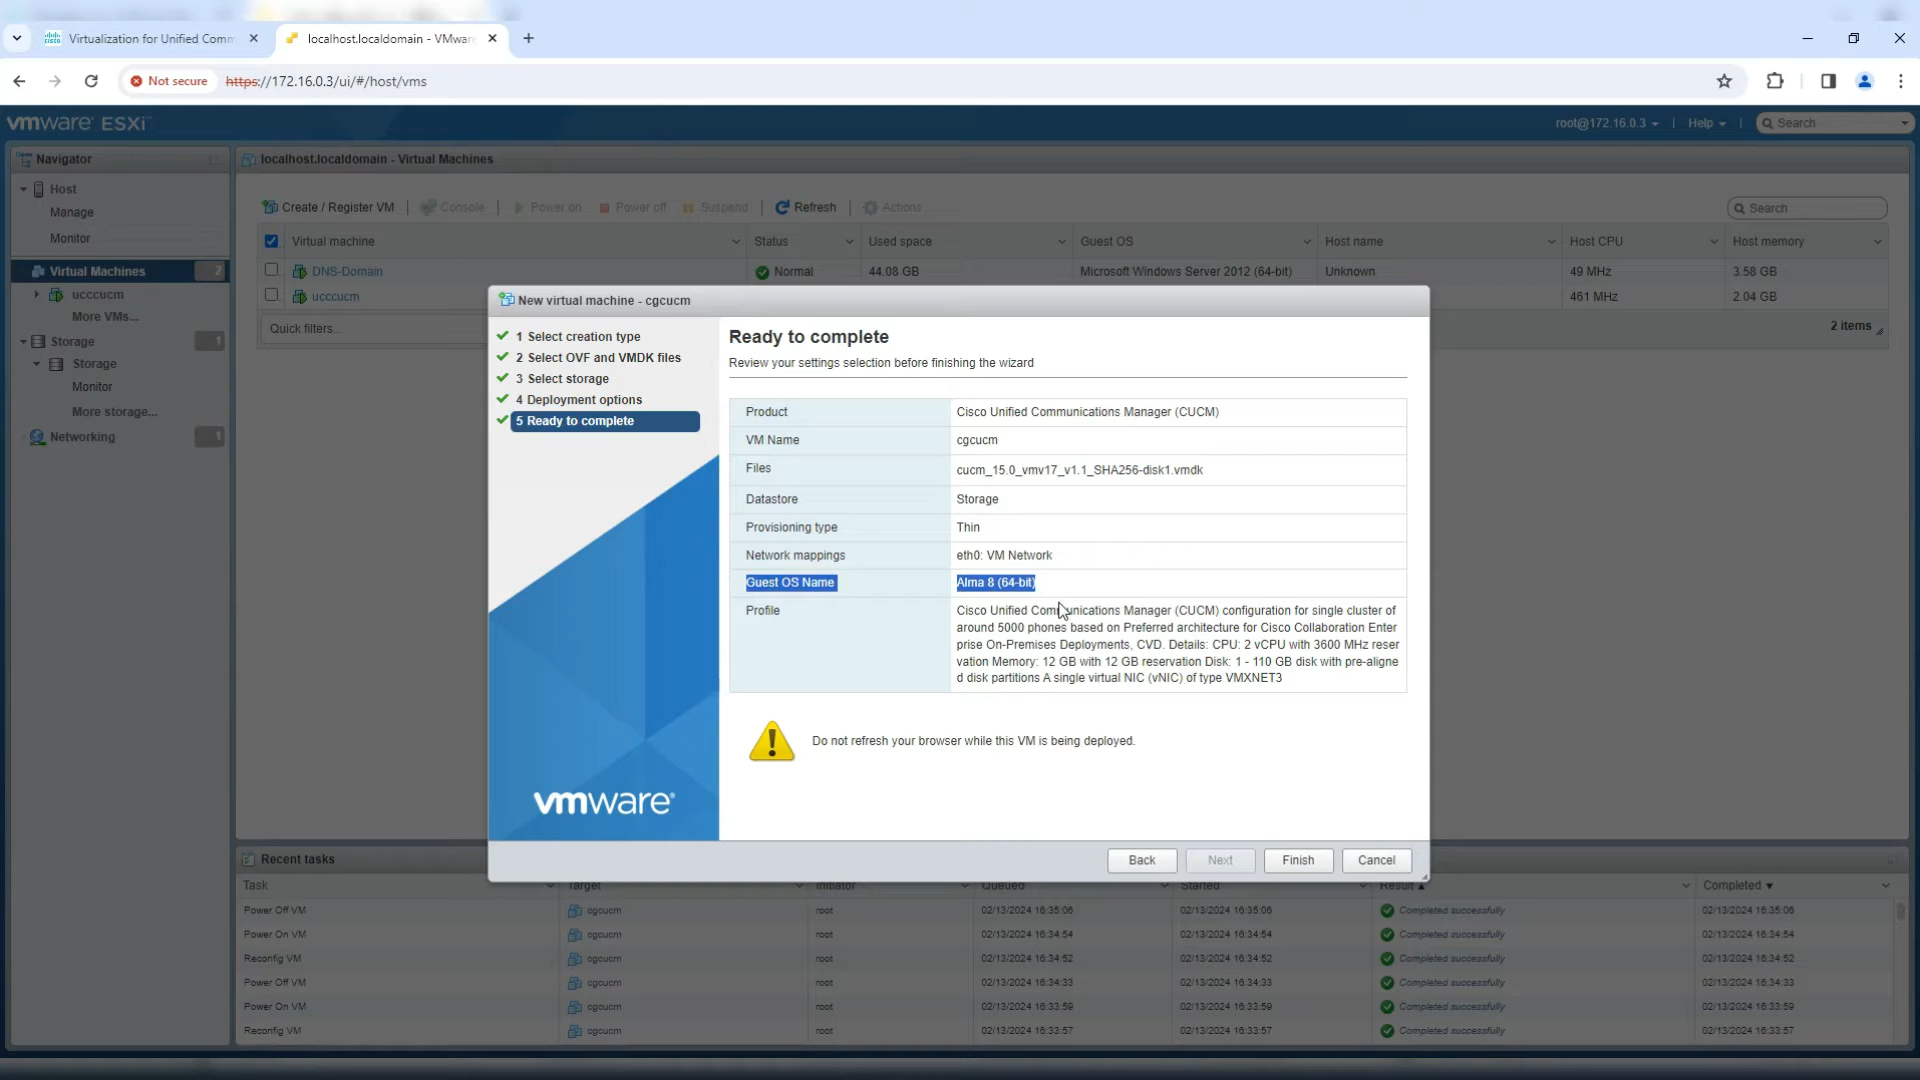 Virtualization for Unified Comm
localhost.localdomain - VMware
Not secure
https://172.16.0.3/ui/#/host/vms
vmware ESXi
root@172.16.0.3
Help
Search
Navigator
localhost.localdomain - Virtual Machines
Host
Manage
Monitor
Virtual Machines
2
ucccucm
More VMs...
Storage
1
Storage
Monitor
More storage...
Networking
1
Create / Register VM
Console
Power on
Power off
Suspend
Refresh
Actions
Search
Virtual machine
Status
Used space
Guest OS
Host name
Host CPU
Host memory
DNS-Domain
Normal
44.08 GB
Microsoft Windows Server 2012 (64-bit)
Unknown
49 MHz
3.58 GB
ucccucm
461 MHz
2.04 GB
Quick filters...
2 items
New virtual machine - cgcucm
1 Select creation type
2 Select OVF and VMDK files
3 Select storage
4 Deployment options
5 Ready to complete
vmware
Ready to complete
Review your settings selection before finishing the wizard
Product
Cisco Unified Communications Manager (CUCM)
VM Name
cgcucm
Files
cucm_15.0_vmv17_v1.1_SHA256-disk1.vmdk
Datastore
Storage
Provisioning type
Thin
Network mappings
eth0: VM Network
Guest OS Name
Alma 8 (64-bit)
Profile
Cisco Unified Communications Manager (CUCM) configuration for single cluster of
around 5000 phones based on Preferred architecture for Cisco Collaboration Enter
prise On-Premises Deployments, CVD. Details: CPU: 2 vCPU with 3600 MHz reser
vation Memory: 12 GB with 12 GB reservation Disk: 1 - 110 GB disk with pre-aligne
d disk partitions A single virtual NIC (vNIC) of type VMXNET3
Do not refresh your browser while this VM is being deployed.
Back
Next
Finish
Cancel
Recent tasks
Task
Target
Initiator
Queued
Started
Result
Completed
Power Off VM
cgcucm
root
02/13/2024 16:35:06
02/13/2024 16:35:06
Completed successfully
02/13/2024 16:35:06
Power On VM
cgcucm
root
02/13/2024 16:34:54
02/13/2024 16:34:54
Completed successfully
02/13/2024 16:34:54
Reconfig VM
cgcucm
root
02/13/2024 16:34:52
02/13/2024 16:34:52
Completed successfully
02/13/2024 16:34:52
Power Off VM
cgcucm
root
02/13/2024 16:34:33
02/13/2024 16:34:33
Completed successfully
02/13/2024 16:34:33
Power On VM
cgcucm
root
02/13/2024 16:33:59
02/13/2024 16:33:59
Completed successfully
02/13/2024 16:33:59
Reconfig VM
cgcucm
root
02/13/2024 16:33:57
02/13/2024 16:33:57
Completed successfully
02/13/2024 16:33:57